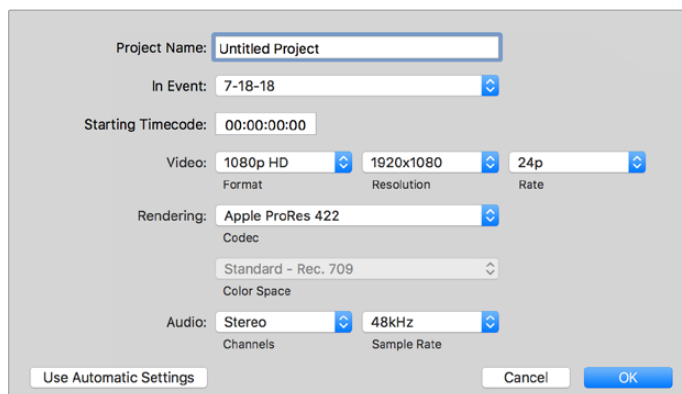 Project Name: Untitled Project
In Event: 7-18-18
Starting Timecode: 00:00:00:00
Video: 1080p HD 1920x1080 24p
Format Resolution Rate
Rendering: Apple ProRes 422
Codec
Standard - Rec. 709
Color Space
Audio: Stereo 48kHz
Channels Sample Rate
Use Automatic Settings Cancel OK